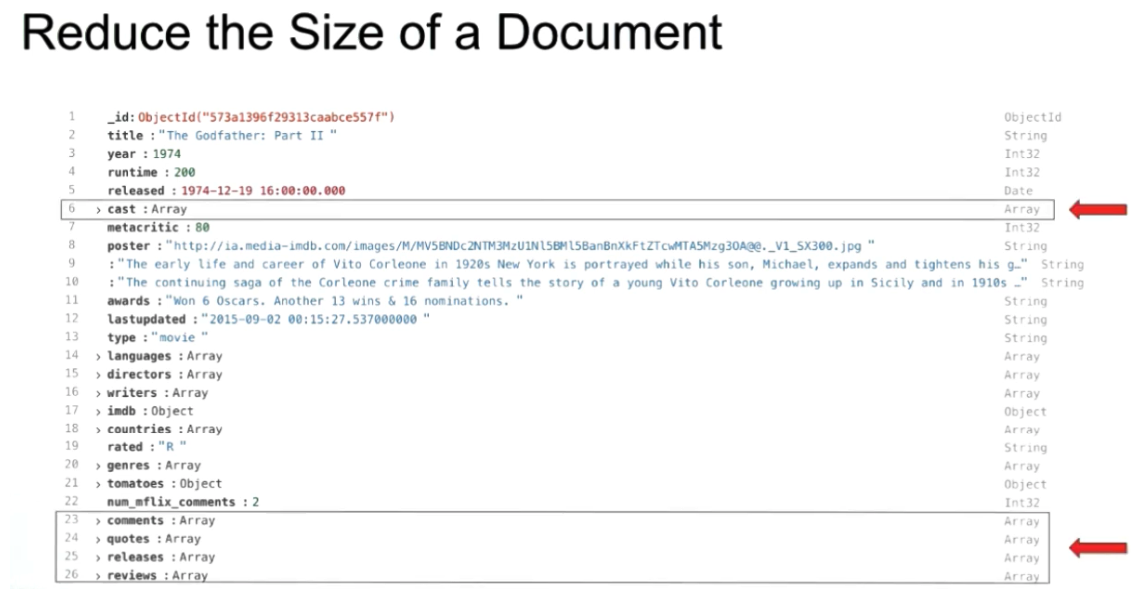 Reduce the Size of a Document
1 _id: ObjectId("573a1396f29313caabce557f") ObjectId
2 title : "The Godfather: Part II " String
3 year : 1974 Int32
4 runtime : 200 Int32
5 released : 1974-12-19 16:00:00.000 Date
6 > cast : Array Array
7 metacritic : 80 Int32
8 poster : "http://ia.media-imdb.com/images/M/MV5BNDc2NTM3MzU1Nl5BMl5BanBnXkFtZTcwMTA5Mzg3OA@@._V1_SX300.jpg " String
9 : "The early life and career of Vito Corleone in 1920s New York is portrayed while his son, Michael, expands and tightens his g…" String
10 : "The continuing saga of the Corleone crime family tells the story of a young Vito Corleone growing up in Sicily and in 1910s …" String
11 awards : "Won 6 Oscars. Another 13 wins & 16 nominations. " String
12 lastupdated : "2015-09-02 00:15:27.537000000 " String
13 type : "movie " String
14 > languages : Array Array
15 > directors : Array Array
16 > writers : Array Array
17 > imdb : Object Object
18 > countries : Array Array
19 rated : "R " String
20 > genres : Array Array
21 > tomatoes : Object Object
22 num_mflix_comments : 2 Int32
23 > comments : Array Array
24 > quotes : Array Array
25 > releases : Array Array
26 > reviews : Array Array